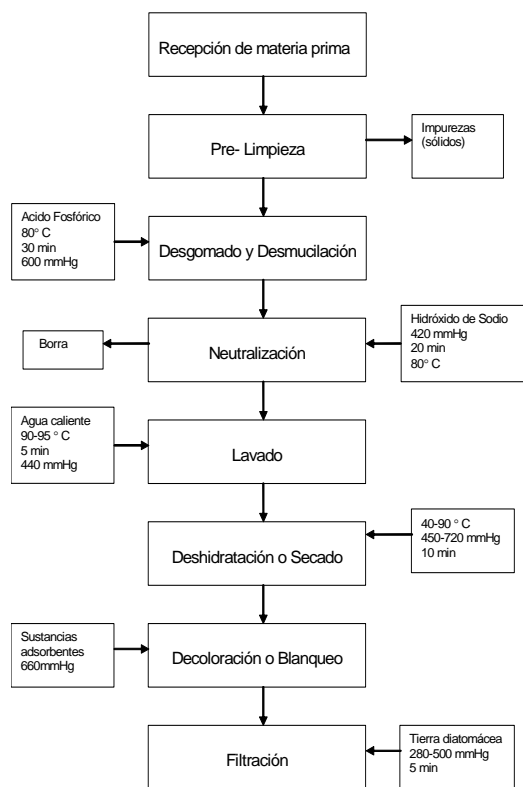 Recepción de materia prima
Pre- Limpieza
Impurezas
(sólidos)
Acido Fosfórico
80° C
30 min
600 mmHg
Desgomado y Desmucilación
Borra
Neutralización
Hidróxido de Sodio
420 mmHg
20 min
80° C
Agua caliente
90-95 ° C
5 min
440 mmHg
Lavado
Deshidratación o Secado
40-90 ° C
450-720 mmHg
10 min
Sustancias
adsorbentes
660mmHg
Decoloración o Blanqueo
Filtración
Tierra diatomácea
280-500 mmHg
5 min